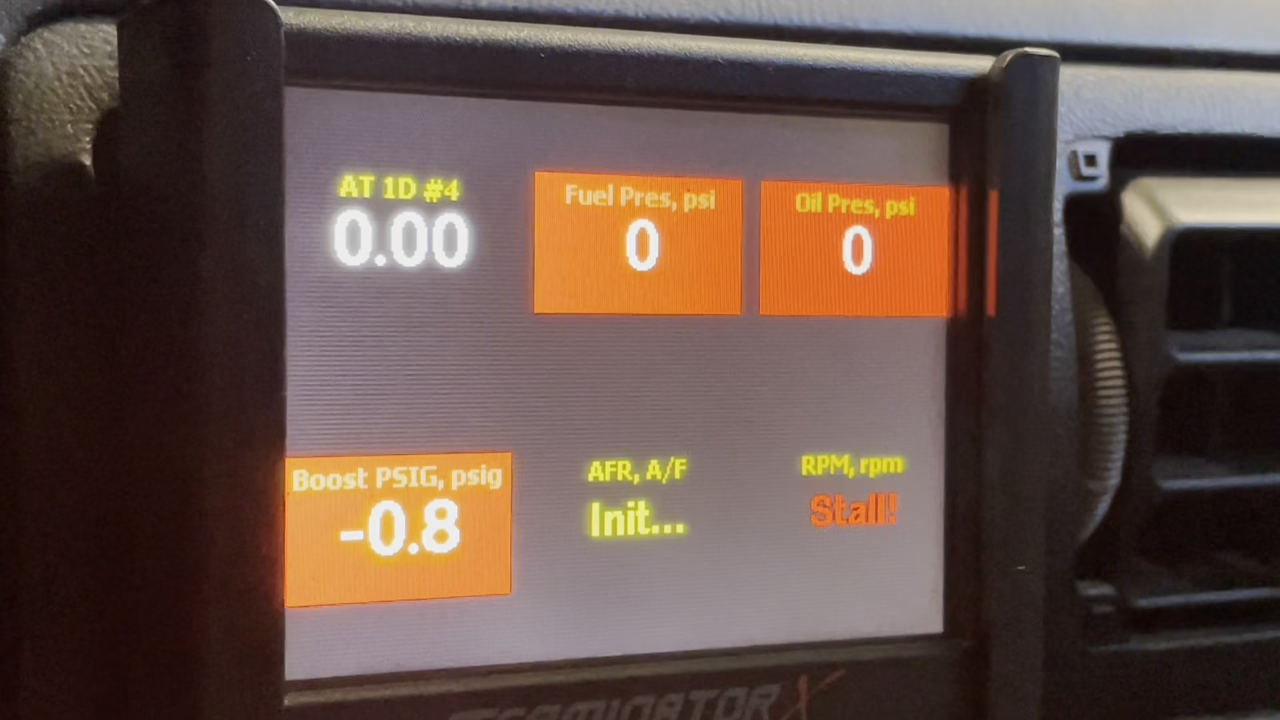 AT 1D #4
0.00
Fuel Pres, psi
0
Oil Pres, psi
0
Boost PSIG, psig
-0.8
AFR, A/F
Init...
RPM, rpm
Stall!
TERMINATOR X